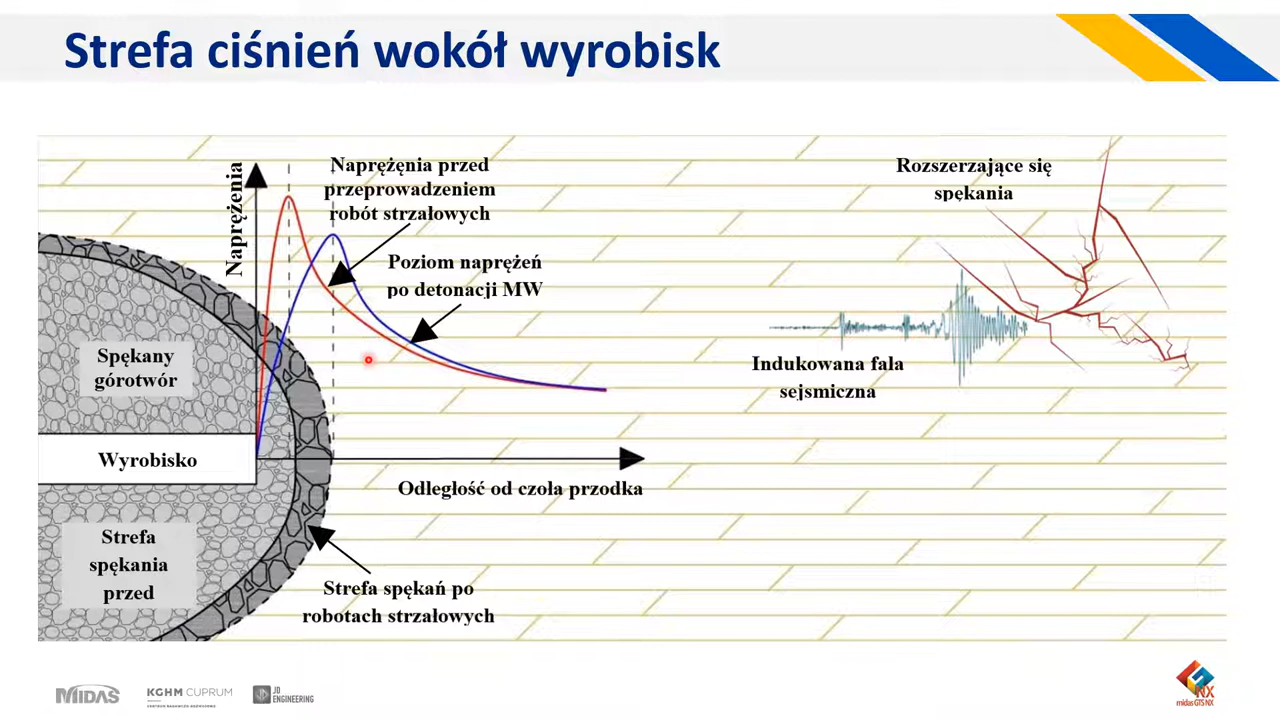 Strefa ciśnień wokół wyrobisk
Naprężenia
Naprężenia przed
przeprowadzeniem
robót strzałowych
Poziom naprężeń
po detonacji MW
Rozszerzające się
spękania
Indukowana fala
sejsmiczna
Spękany
górotwór
Wyrobisko
Odległość od czoła przodka
Strefa
spękania
przed
Strefa spękań po
robotach strzałowych
MIDAS
KGHM CUPRUM
JD
ENGINEERING
NX
midas GTS NX